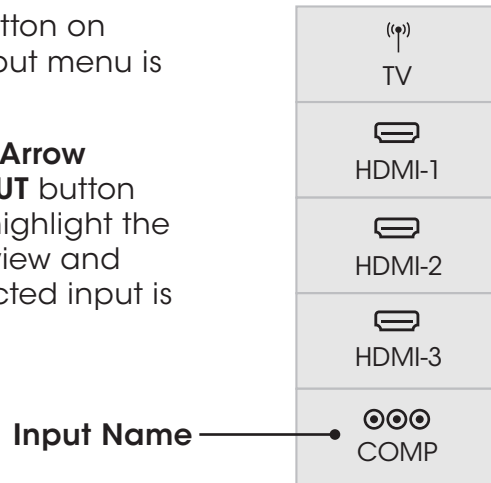 tton on
out menu is
Arrow
UT button
ighlight the
view and
cted input is
Input Name
TV
HDMI-1
HDMI-2
HDMI-3
COMP